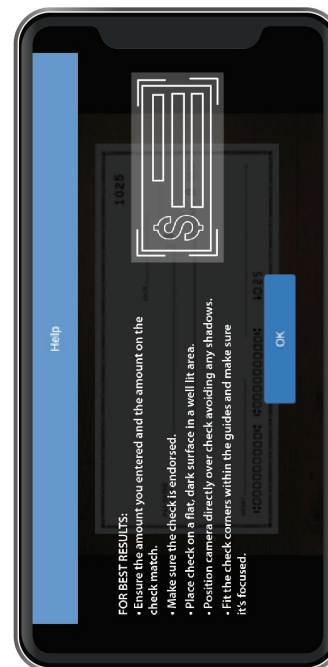 Help
FOR BEST RESULTS:
• Ensure the amount you entered and the amount on the
check match.
• Make sure the check is endorsed.
• Place check on a flat, dark surface in a well lit area.
• Position camera directly over check avoiding any shadows.
• Fit the check corners within the guides and make sure
it's focused.
$
1025
1025
OK